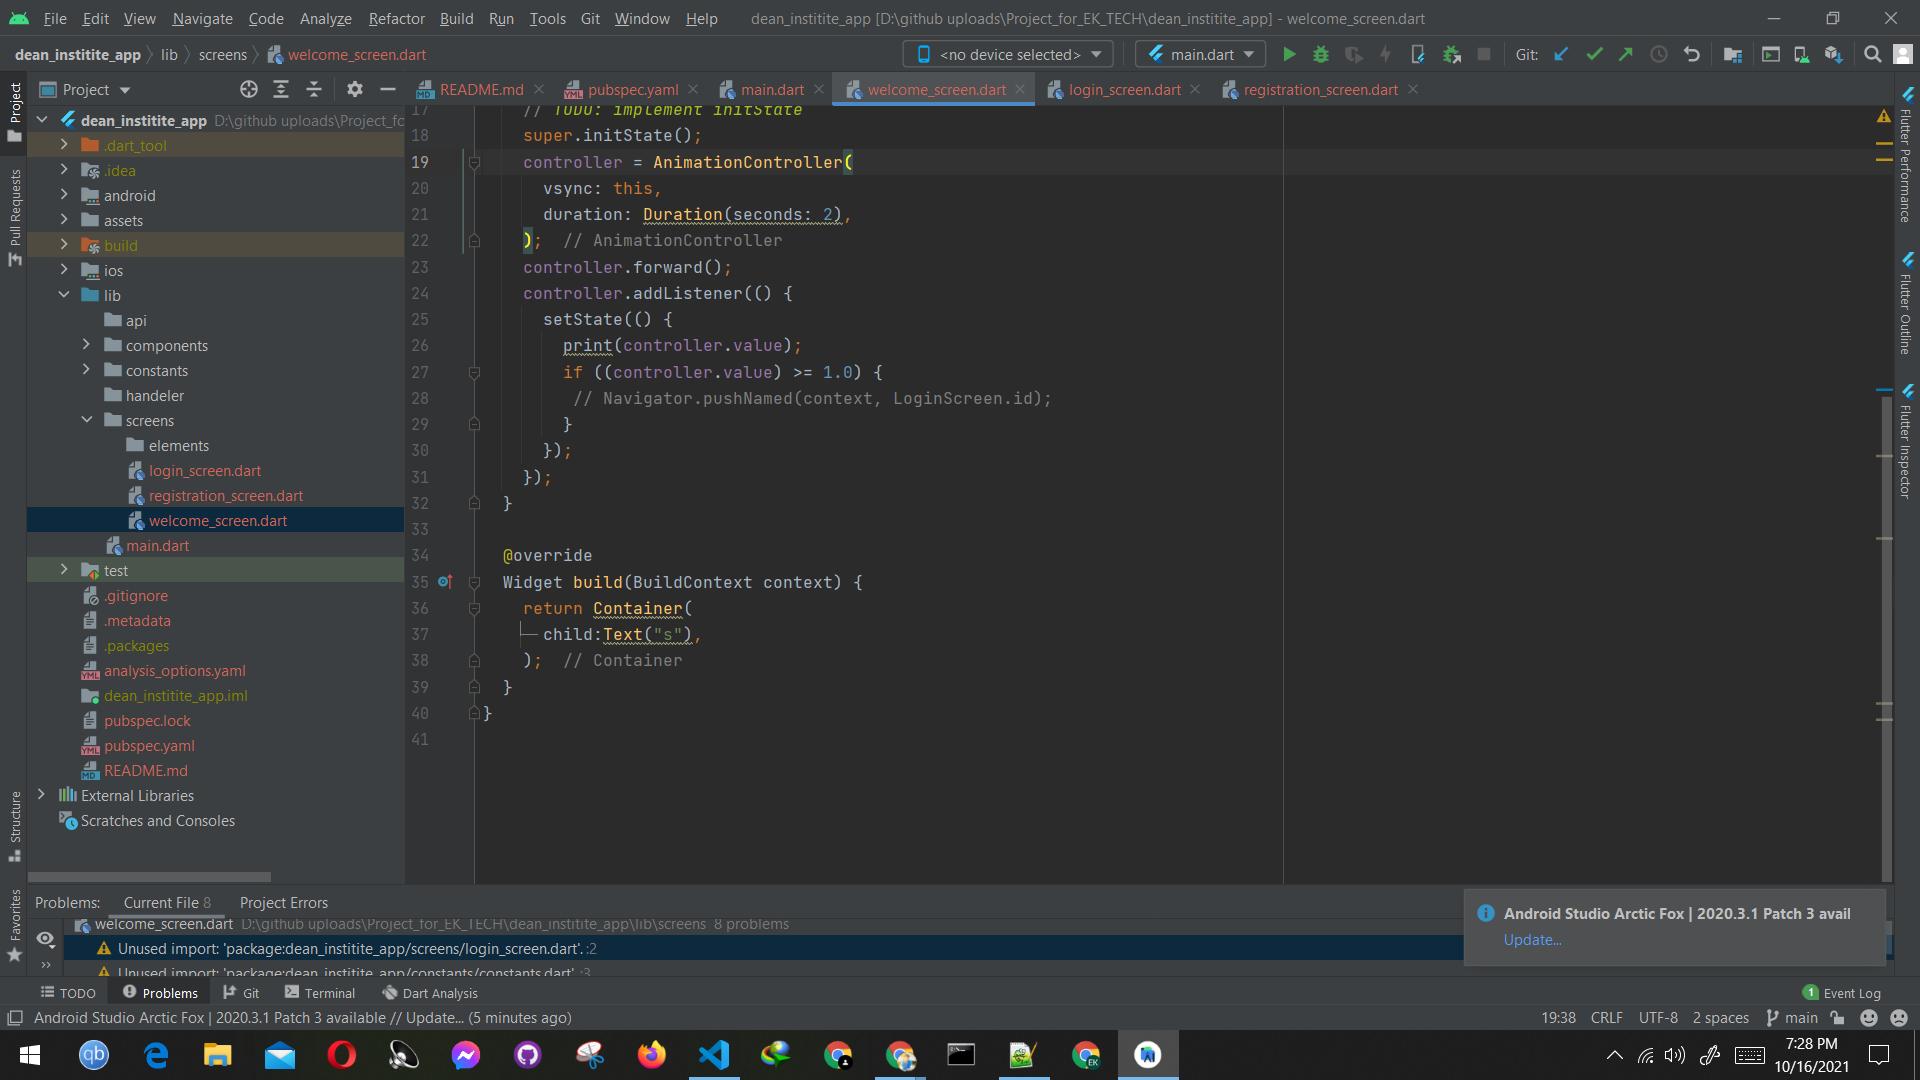 File Edit View Navigate Code Analyze Refactor Build Run Tools Git Window Help dean_institite_app [D:\github uploads\Project_for_EK_TECH\dean_institite_app] - welcome_screen.dart
dean_institite_app lib screens welcome_screen.dart <no device selected> main.dart Git:
Project README.md pubspec.yaml main.dart welcome_screen.dart login_screen.dart registration_screen.dart
Project
Pull Requests
Structure
Favorites
dean_institite_app D:\github uploads\Project_fo
.dart_tool
.idea
android
assets
build
ios
lib
api
components
constants
handeler
screens
elements
login_screen.dart
registration_screen.dart
welcome_screen.dart
main.dart
test
.gitignore
.metadata
.packages
analysis_options.yaml
dean_institite_app.iml
pubspec.lock
pubspec.yaml
README.md
External Libraries
Scratches and Consoles
17 // TODO: implement initState
18 super.initState();
19 controller = AnimationController(
20 vsync: this,
21 duration: Duration(seconds: 2),
22 ); // AnimationController
23 controller.forward();
24 controller.addListener(() {
25 setState(() {
26 print(controller.value);
27 if ((controller.value) >= 1.0) {
28 // Navigator.pushNamed(context, LoginScreen.id);
29 }
30 });
31 });
32 }
33
34 @override
35 Widget build(BuildContext context) {
36 return Container(
37 child:Text("s"),
38 ); // Container
39 }
40 }
41
Flutter Performance
Flutter Outline
Flutter Inspector
Problems: Current File 8 Project Errors
welcome_screen.dart D:\github uploads\Project_for_EK_TECH\dean_institite_app\lib\screens 8 problems
Unused import: 'package:dean_institite_app/screens/login_screen.dart'. :2
Unused import: 'package:dean_institite_app/constants/constants.dart' :3
Android Studio Arctic Fox | 2020.3.1 Patch 3 avail
Update...
TODO Problems Git Terminal Dart Analysis 1 Event Log
Android Studio Arctic Fox | 2020.3.1 Patch 3 available // Update... (5 minutes ago) 19:38 CRLF UTF-8 2 spaces main
qb
EK
7:28 PM
10/16/2021